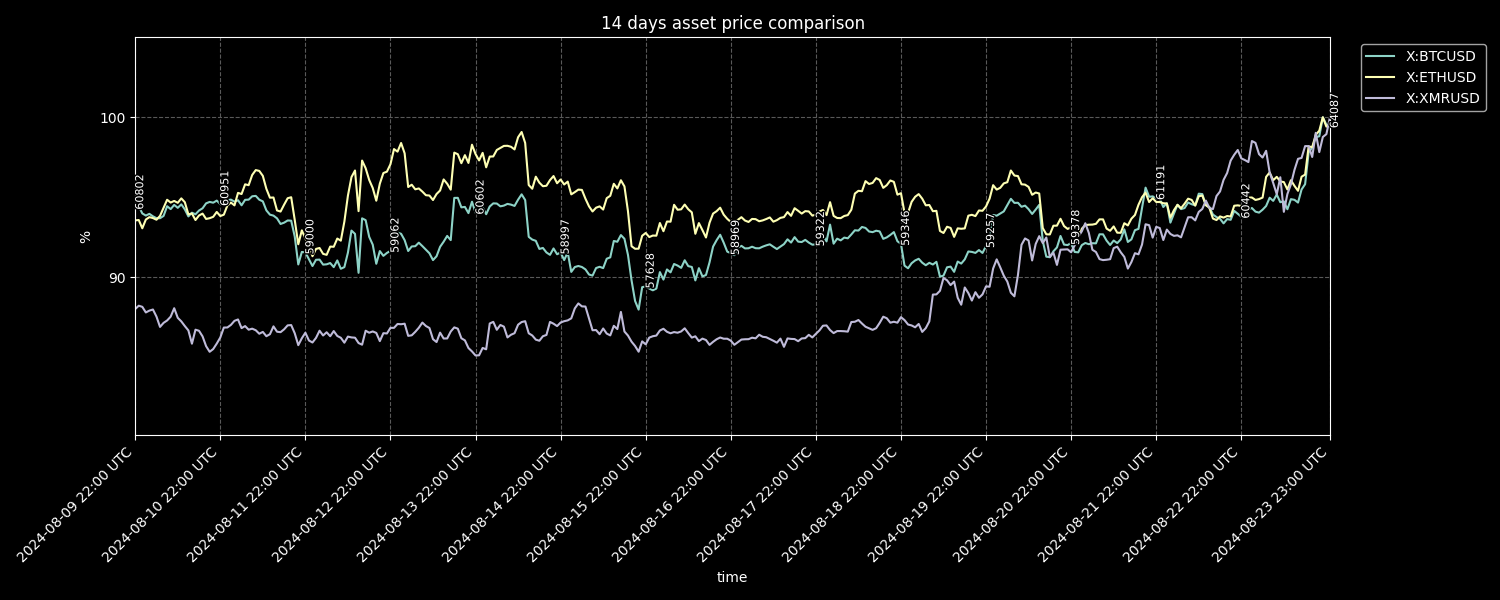 14 days asset price comparison
X:BTCUSD
X:ETHUSD
X:XMRUSD
100
90
%
60802
60951
59000
59062
60602
58997
57628
58969
59322
59346
59257
59378
61191
60442
64087
2024-08-09 22:00 UTC
2024-08-10 22:00 UTC
2024-08-11 22:00 UTC
2024-08-12 22:00 UTC
2024-08-13 22:00 UTC
2024-08-14 22:00 UTC
2024-08-15 22:00 UTC
2024-08-16 22:00 UTC
2024-08-17 22:00 UTC
2024-08-18 22:00 UTC
2024-08-19 22:00 UTC
2024-08-20 22:00 UTC
2024-08-21 22:00 UTC
2024-08-22 22:00 UTC
2024-08-23 23:00 UTC
time